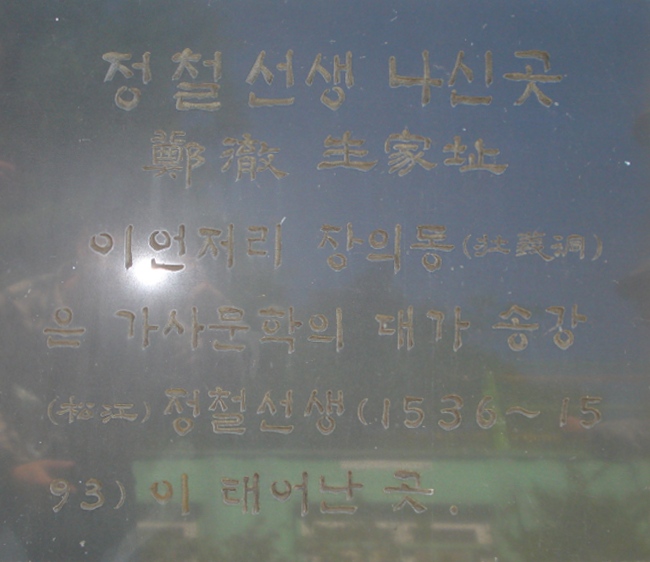 정철선생 나신곳
鄭澈 生家址
이언저리 창의동(壯義洞)
은 가사문학의 대가 송강
(松江) 정철선생(1536~15
93)이 태어난 곳.